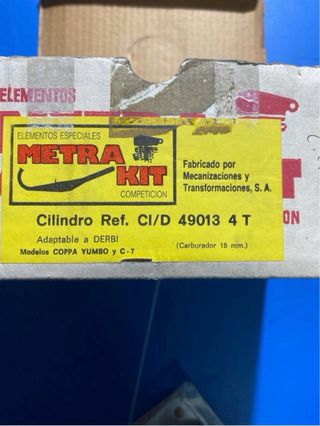 ELEMENTOS
ELEMENTOS ESPECIALES
METRA
KIT
COMPETICION
Fabricado por
Mecanizaciones y
Transformaciones, S. A.
Cilindro Ref. CI/D 49013 4 T
Adaptable a DERBI
(Carburador 18 mm.)
Modelos COPPA YUMBO y C-7